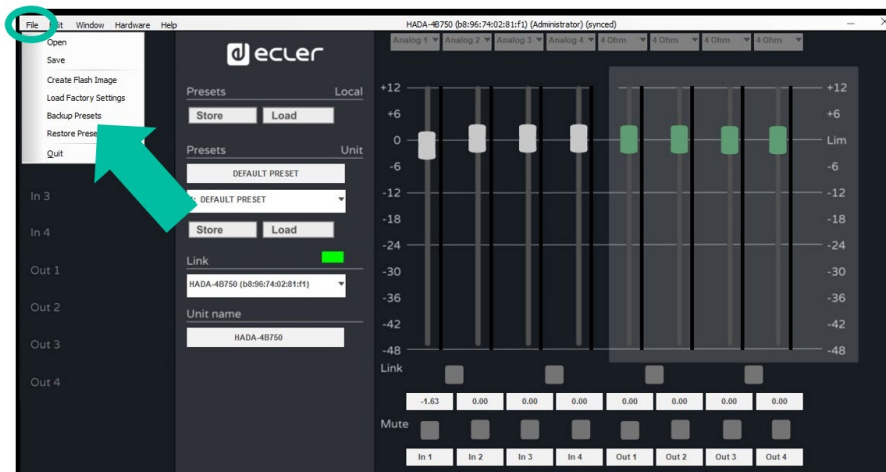 File Edit Window Hardware Help
HADA-4B750 (b8:96:74:02:81:f1) (Administrator) (synced)
Open
Save
Create Flash Image
Load Factory Settings
Backup Presets
Restore Presets
Quit
In 3
In 4
Out 1
Out 2
Out 3
Out 4
ecler
Presets Local
Store Load
Presets Unit
DEFAULT PRESET
DEFAULT PRESET
Store Load
Link
HADA-4B750 (b8:96:74:02:81:f1)
Unit name
HADA-4B750
Analog 1 Analog 2 Analog 3 Analog 4 4 Ohm 4 Ohm 4 Ohm 4 Ohm
+12 +12
+6 +6
0 Lim
-6 -6
-12 -12
-18 -18
-24 -24
-30 -30
-36 -36
-42 -42
-48 -48
Link
-1.63 0.00 0.00 0.00 0.00 0.00 0.00 0.00
Mute
In 1 In 2 In 3 In 4 Out 1 Out 2 Out 3 Out 4